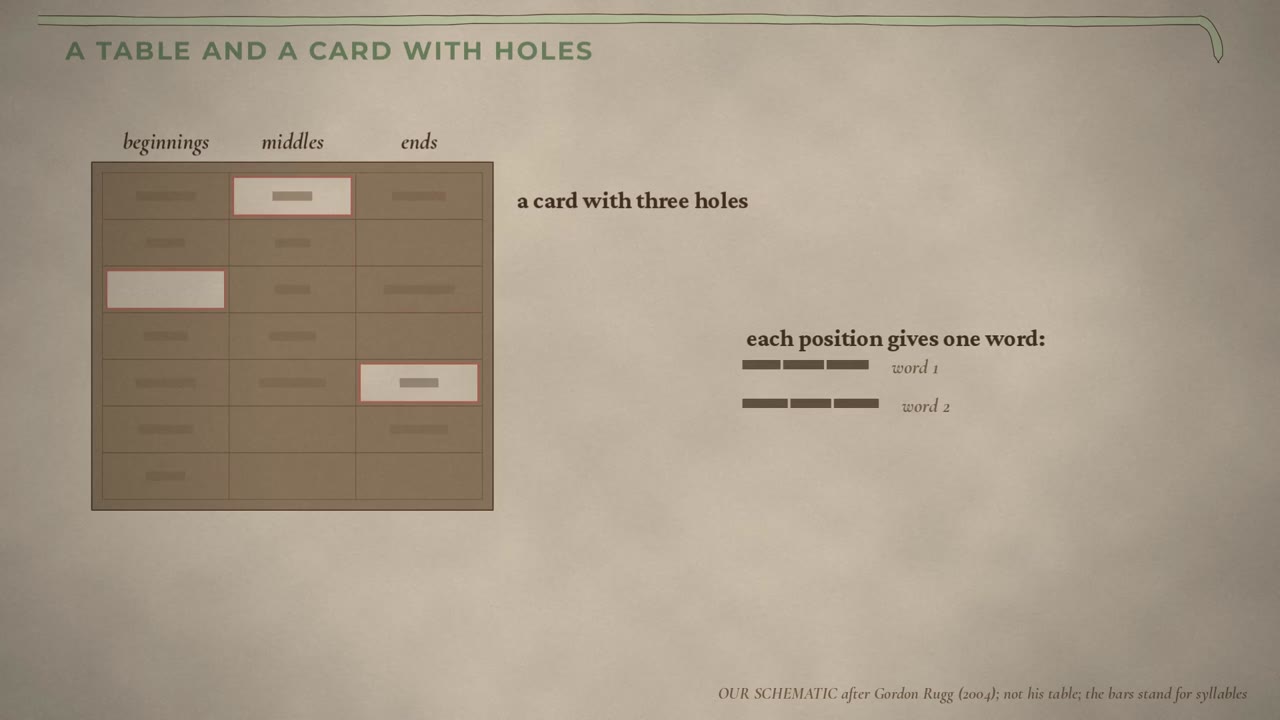 A TABLE AND A CARD WITH HOLES
beginnings middles ends
a card with three holes
each position gives one word:
word 1
word 2
OUR SCHEMATIC after Gordon Rugg (2004); not his table; the bars stand for syllables